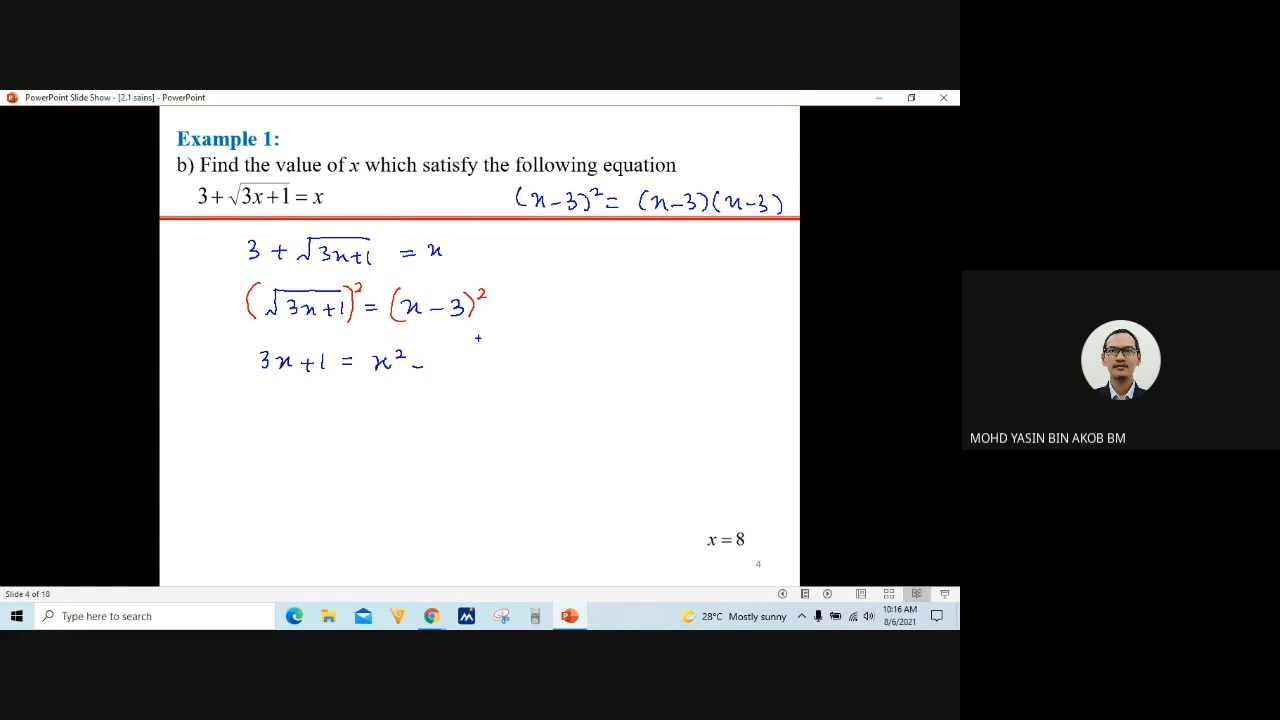 PowerPoint Slide Show - [2.1 sains] - PowerPoint
Example 1:
b) Find the value of x which satisfy the following equation
3 + √3x + 1 = x
(x - 3)² = (x - 3)(x - 3)
3 + √3x + 1 = x
(√3x + 1)² = (x - 3)²
3x + 1 = x² -
x = 8
4
MOHD YASIN BIN AKOB BM
Slide 4 of 18
Type here to search
28°C Mostly sunny
10:16 AM
8/6/2021